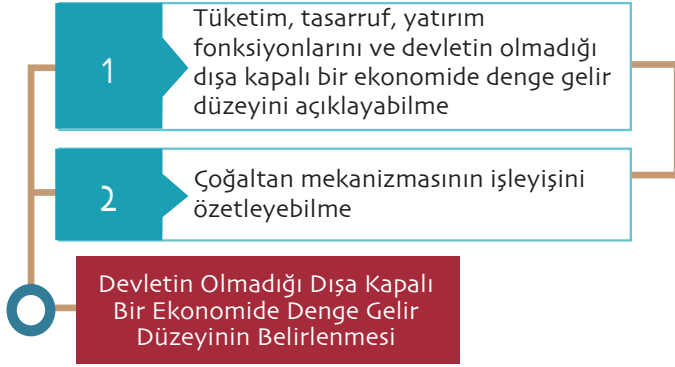 1
Tüketim, tasarruf, yatırım
fonksiyonlarını ve devletin olmadığı
dışa kapalı bir ekonomide denge gelir
düzeyini açıklayabilme
2
Çoğaltan mekanizmasının işleyişini
özetleyebilme
Devletin Olmadığı Dışa Kapalı
Bir Ekonomide Denge Gelir
Düzeyinin Belirlenmesi